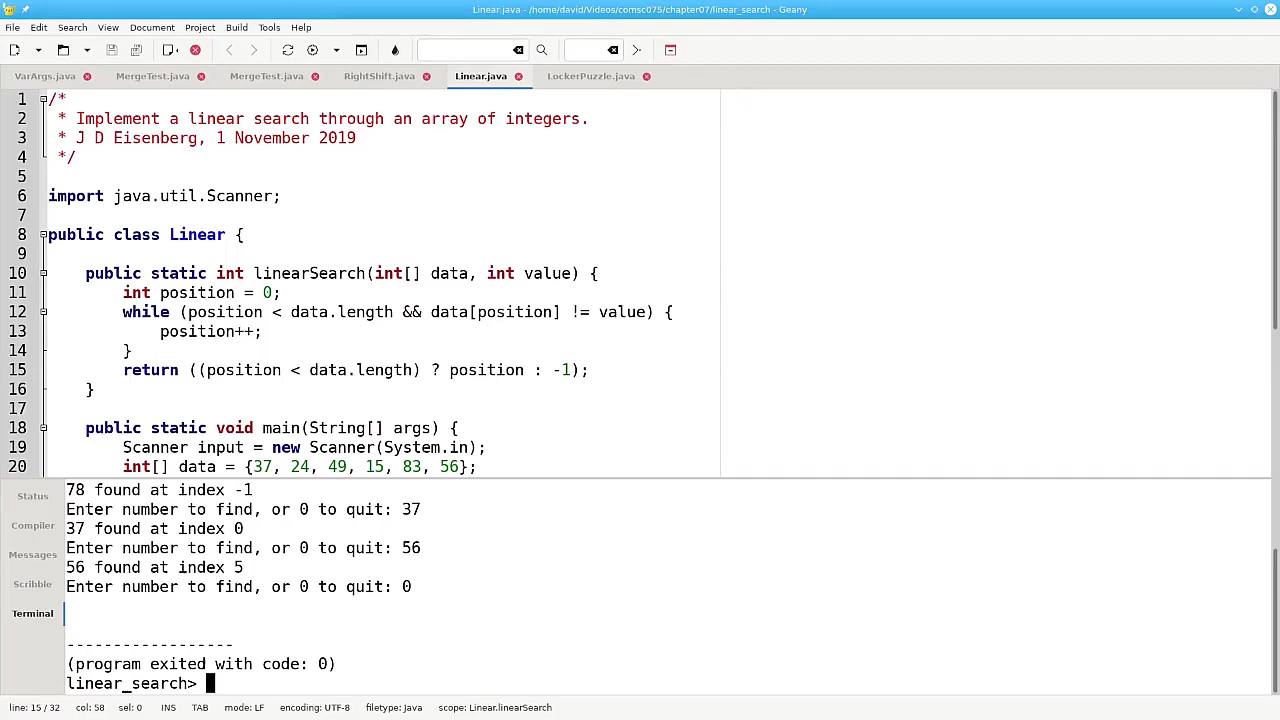 Linear.java - /home/david/Videos/comsc075/chapter07/linear_search - Geany
File Edit Search View Document Project Build Tools Help
VarArgs.java MergeTest.java MergeTest.java RightShift.java Linear.java LockerPuzzle.java
1 /*
2  * Implement a linear search through an array of integers.
3  * J D Eisenberg, 1 November 2019
4  */
5
6 import java.util.Scanner;
7
8 public class Linear {
9
10     public static int linearSearch(int[] data, int value) {
11         int position = 0;
12         while (position < data.length && data[position] != value) {
13             position++;
14         }
15         return ((position < data.length) ? position : -1);
16     }
17
18     public static void main(String[] args) {
19         Scanner input = new Scanner(System.in);
20         int[] data = {37, 24, 49, 15, 83, 56};
Status
Compiler
Messages
Scribble
Terminal
78 found at index -1
Enter number to find, or 0 to quit: 37
37 found at index 0
Enter number to find, or 0 to quit: 56
56 found at index 5
Enter number to find, or 0 to quit: 0
------------------
(program exited with code: 0)
linear_search>
line: 15 / 32 col: 58 sel: 0 INS TAB mode: LF encoding: UTF-8 filetype: Java scope: Linear.linearSearch